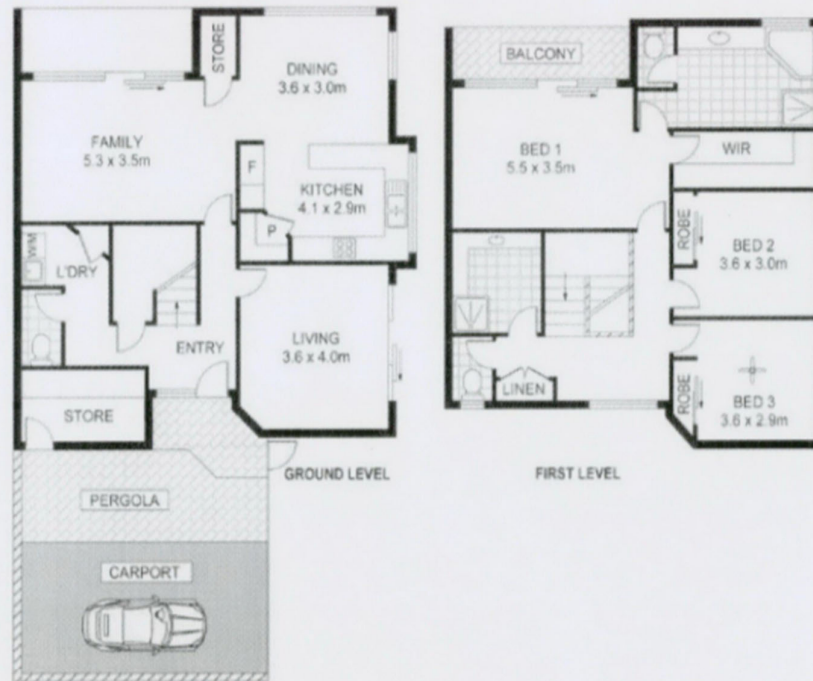 STORE
DINING
3.6 x 3.0m
FAMILY
5.3 x 3.5m
F
KITCHEN
4.1 x 2.9m
P
WM
L'DRY
ENTRY
LIVING
3.6 x 4.0m
STORE
GROUND LEVEL
PERGOLA
CARPORT
BALCONY
BED 1
5.5 x 3.5m
WIR
ROBE
BED 2
3.6 x 3.0m
LINEN
ROBE
BED 3
3.6 x 2.9m
FIRST LEVEL